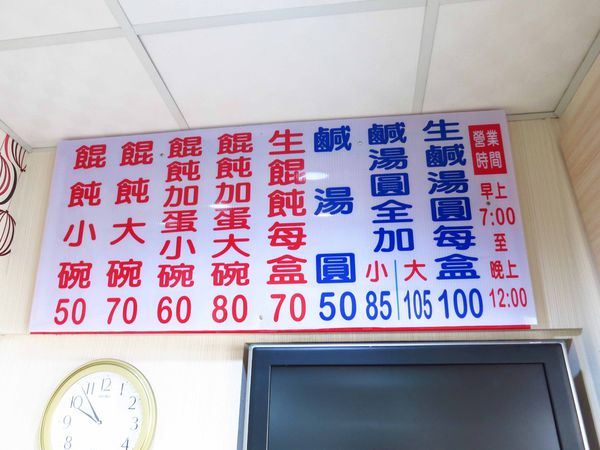 營業時間
早上
7:00
至
晚上
12:00
生鹹湯圓每盒
100
鹹湯圓全加
小 大
85 105
鹹湯圓
50
生餛飩每盒
70
餛飩加蛋大碗
80
餛飩加蛋小碗
60
餛飩大碗
70
餛飩小碗
50